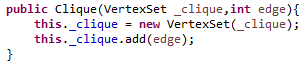 public Clique(VertexSet _clique,int edge){
    this._clique = new VertexSet(_clique);
    this._clique.add(edge);
}